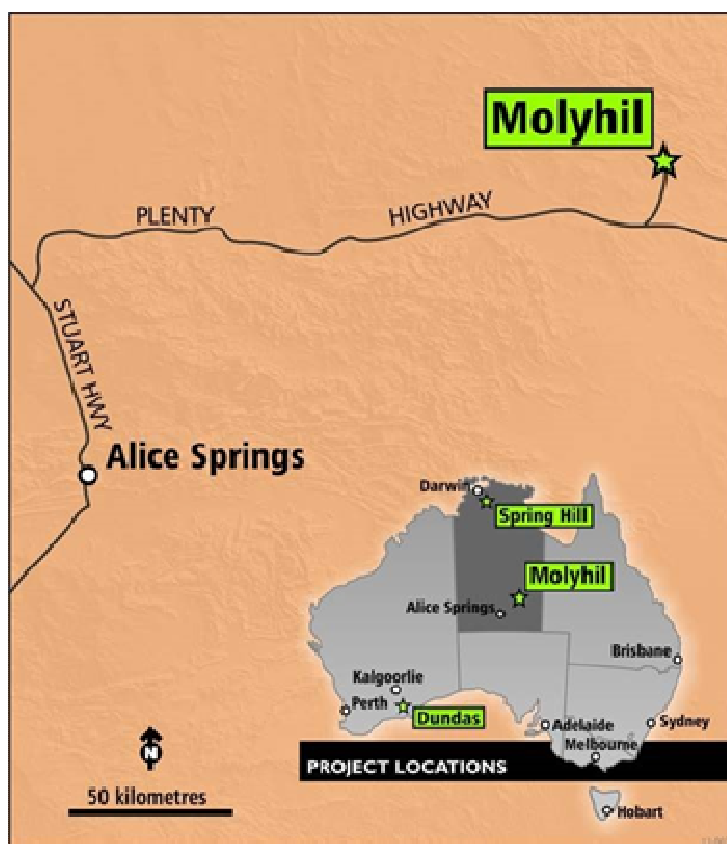 Molyhil
PLENTY
HIGHWAY
STUART HWY
Alice Springs
Darwin
Spring Hill
Molyhil
Alice Springs
Brisbane
Kalgoorlie
Perth
Dundas
Adelaide
Sydney
Melbourne
PROJECT LOCATIONS
N
50 kilometres
Hobart